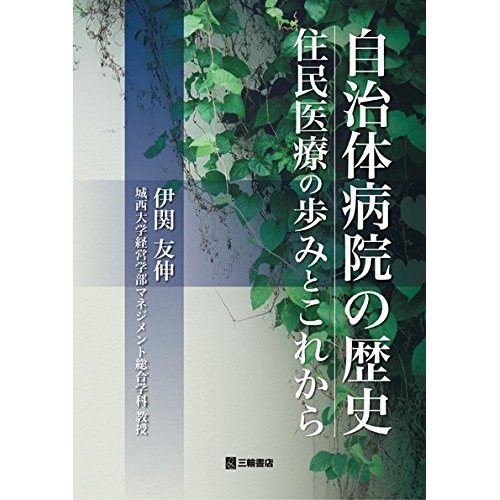 自治体病院の歴史
住民医療の歩みとこれから
伊関 友伸
城西大学経営学部マネジメント総合学科 教授
三輪書店